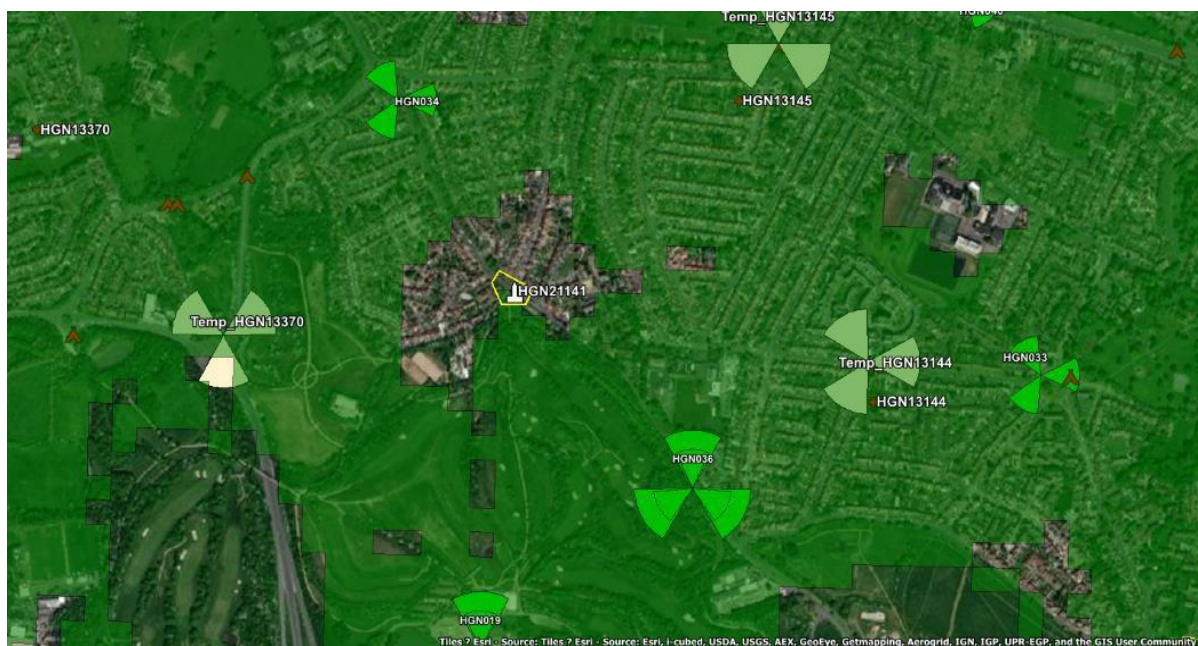 Temp_HGN13145
HGN040
HGN034
HGN13145
HGN13370
HGN21141
Temp_HGN13370
HGN033
Temp_HGN13144
HGN13144
HGN036
HGN019
Tiles ? Esri - Source: Tiles ? Esri - Source: Esri, i-cubed, USDA, USGS, AEX, GeoEye, Getmapping, Aerogrid, IGN, IGP, UPR-EGP, and the GIS User Community